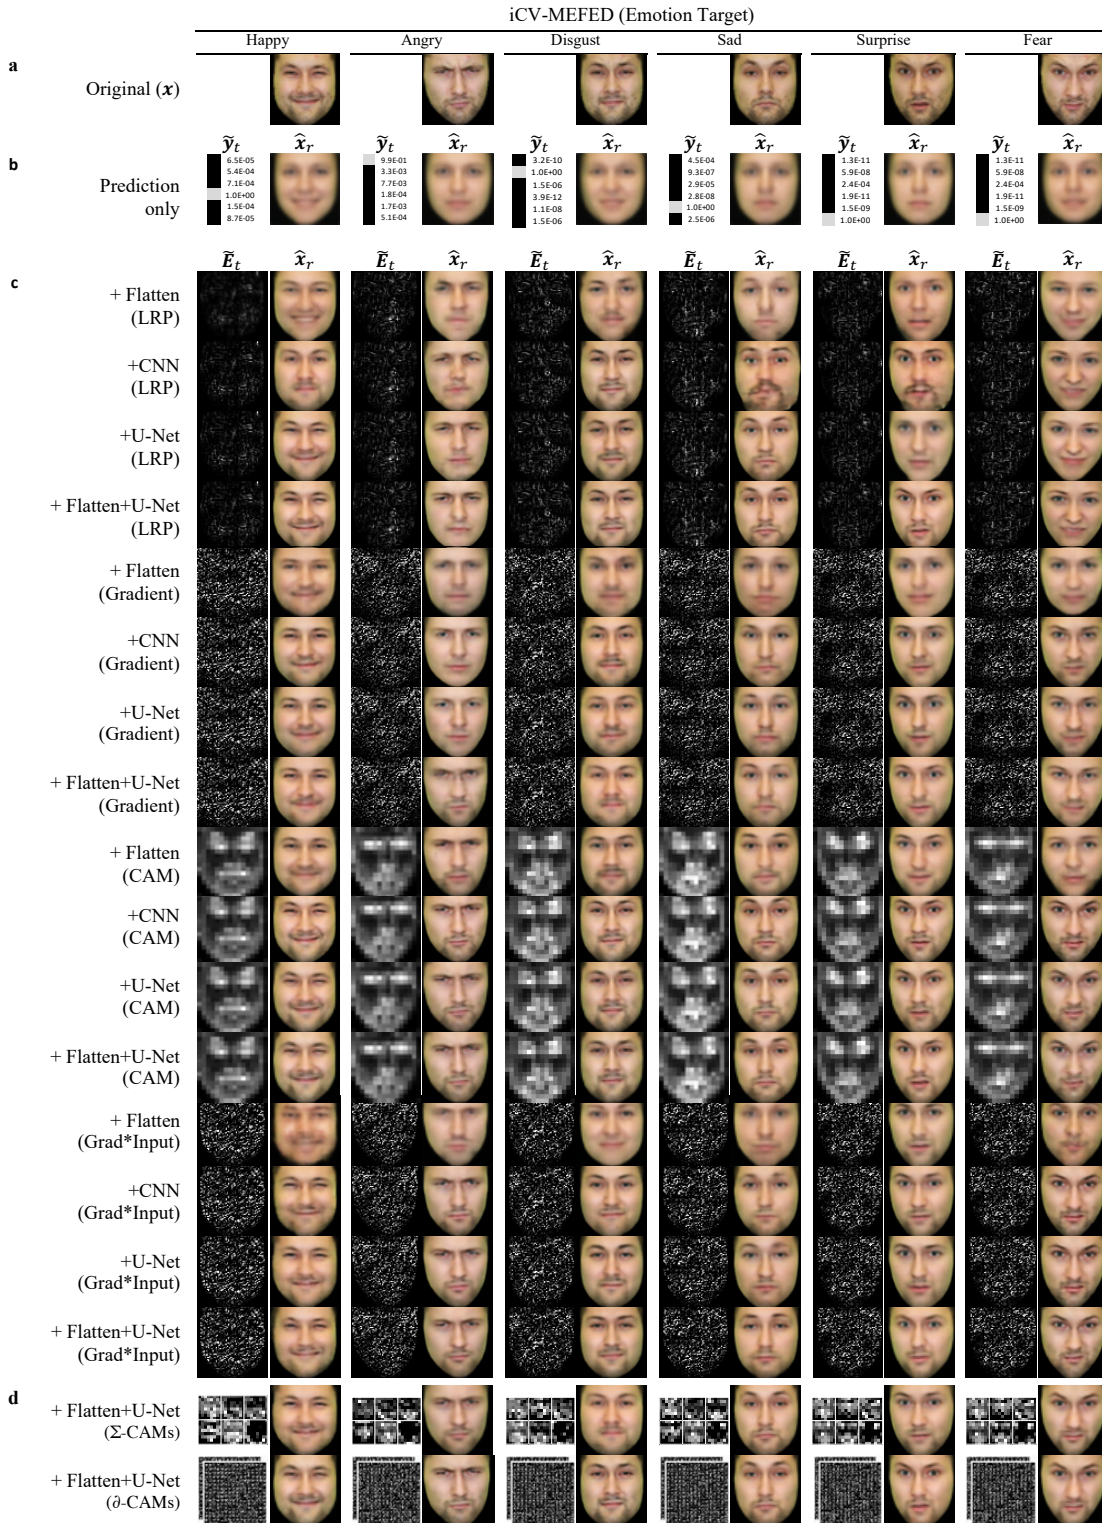 iCV-MEFED (Emotion Target)
Happy Angry Disgust Sad Surprise Fear
a
Original (x)
ỹt x̂r ỹt x̂r ỹt x̂r ỹt x̂r ỹt x̂r ỹt x̂r
b
Prediction only
6.5E-05 9.9E-01 3.2E-10 4.5E-04 1.3E-11 1.3E-11
5.4E-04 3.3E-03 1.0E+00 9.3E-07 5.9E-08 5.9E-08
7.1E-04 7.7E-03 1.5E-06 2.9E-05 2.4E-11 2.4E-11
1.0E+00 1.8E-04 3.9E-12 2.8E-08 1.9E-11 1.9E-11
1.5E-04 1.7E-03 1.1E-08 1.0E+00 1.5E-09 1.5E-09
8.7E-05 5.1E-04 1.5E-06 2.5E-06 1.0E+00 1.0E+00
Ẽt x̂r Ẽt x̂r Ẽt x̂r Ẽt x̂r Ẽt x̂r Ẽt x̂r
c
+ Flatten
(LRP)
+CNN
(LRP)
+U-Net
(LRP)
+ Flatten+U-Net
(LRP)
+ Flatten
(Gradient)
+CNN
(Gradient)
+U-Net
(Gradient)
+ Flatten+U-Net
(Gradient)
+ Flatten
(CAM)
+CNN
(CAM)
+U-Net
(CAM)
+ Flatten+U-Net
(CAM)
+ Flatten
(Grad*Input)
+CNN
(Grad*Input)
+U-Net
(Grad*Input)
+ Flatten+U-Net
(Grad*Input)
d
+ Flatten+U-Net
(Σ-CAMs)
+ Flatten+U-Net
(∂-CAMs)